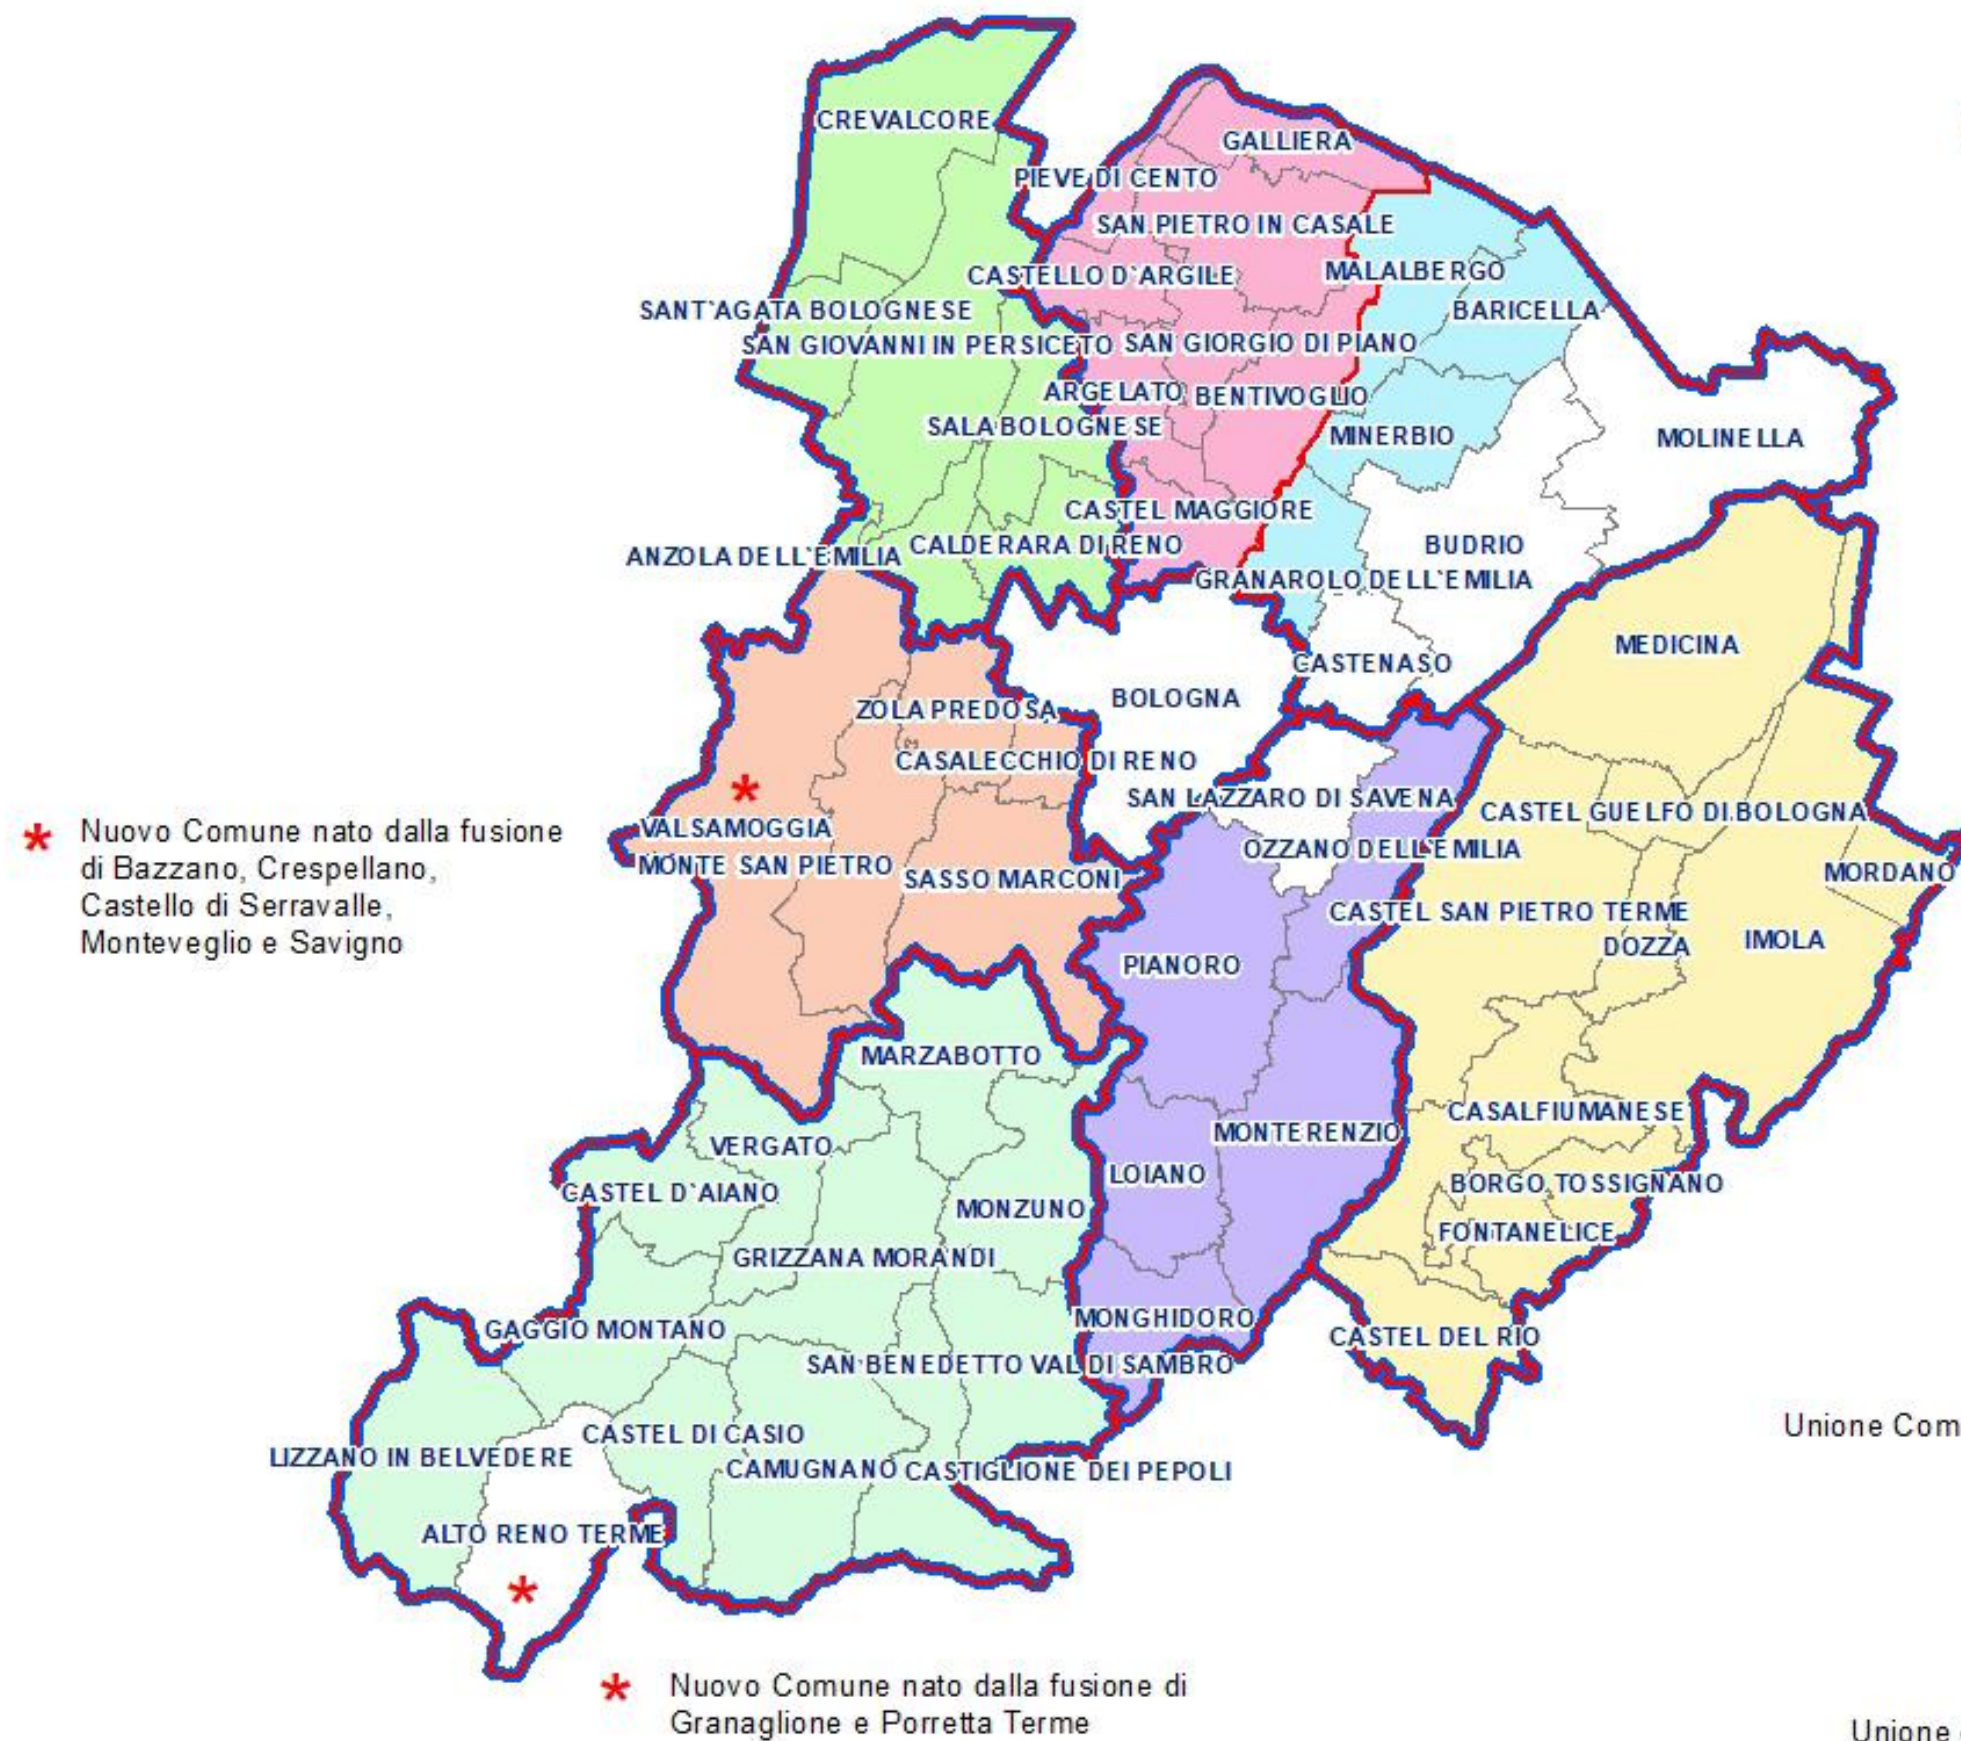 CREVALCORE
GALLIERA
PIEVE DI CENTO
SAN PIETRO IN CASALE
CASTELLO D`ARGILE
MALALBERGO
SANT`AGATA BOLOGNESE
BARICELLA
SAN GIOVANNI IN PERSICETO
SAN GIORGIO DI PIANO
ARGELATO
BENTIVOGLIO
SALA BOLOGNESE
MINERBIO
MOLINELLA
CASTEL MAGGIORE
ANZOLA DELL`EMILIA
CALDERARA DI RENO
BUDRIO
GRANAROLO DELL`EMILIA
MEDICINA
CASTENASO
BOLOGNA
ZOLA PREDOSA
CASALECCHIO DI RENO
SAN LAZZARO DI SAVENA
CASTEL GUELFO DI BOLOGNA
*
VALSAMOGGIA
OZZANO DELL`EMILIA
MONTE SAN PIETRO
SASSO MARCONI
MORDANO
* Nuovo Comune nato dalla fusione
di Bazzano, Crespellano,
Castello di Serravalle,
Monteveglio e Savigno
CASTEL SAN PIETRO TERME
DOZZA
IMOLA
PIANORO
MARZABOTTO
CASALFIUMANESE
MONTERENZIO
VERGATO
LOIANO
BORGO TOSSIGNANO
CASTEL D`AIANO
MONZUNO
FONTANELICE
GRIZZANA MORANDI
MONGHIDORO
GAGGIO MONTANO
CASTEL DEL RIO
SAN BENEDETTO VAL DI SAMBRO
Unione Com
CASTEL DI CASIO
LIZZANO IN BELVEDERE
CAMUGNANO
CASTIGLIONE DEI PEPOLI
ALTO RENO TERME
*
* Nuovo Comune nato dalla fusione di
Granaglione e Porretta Terme
Unione